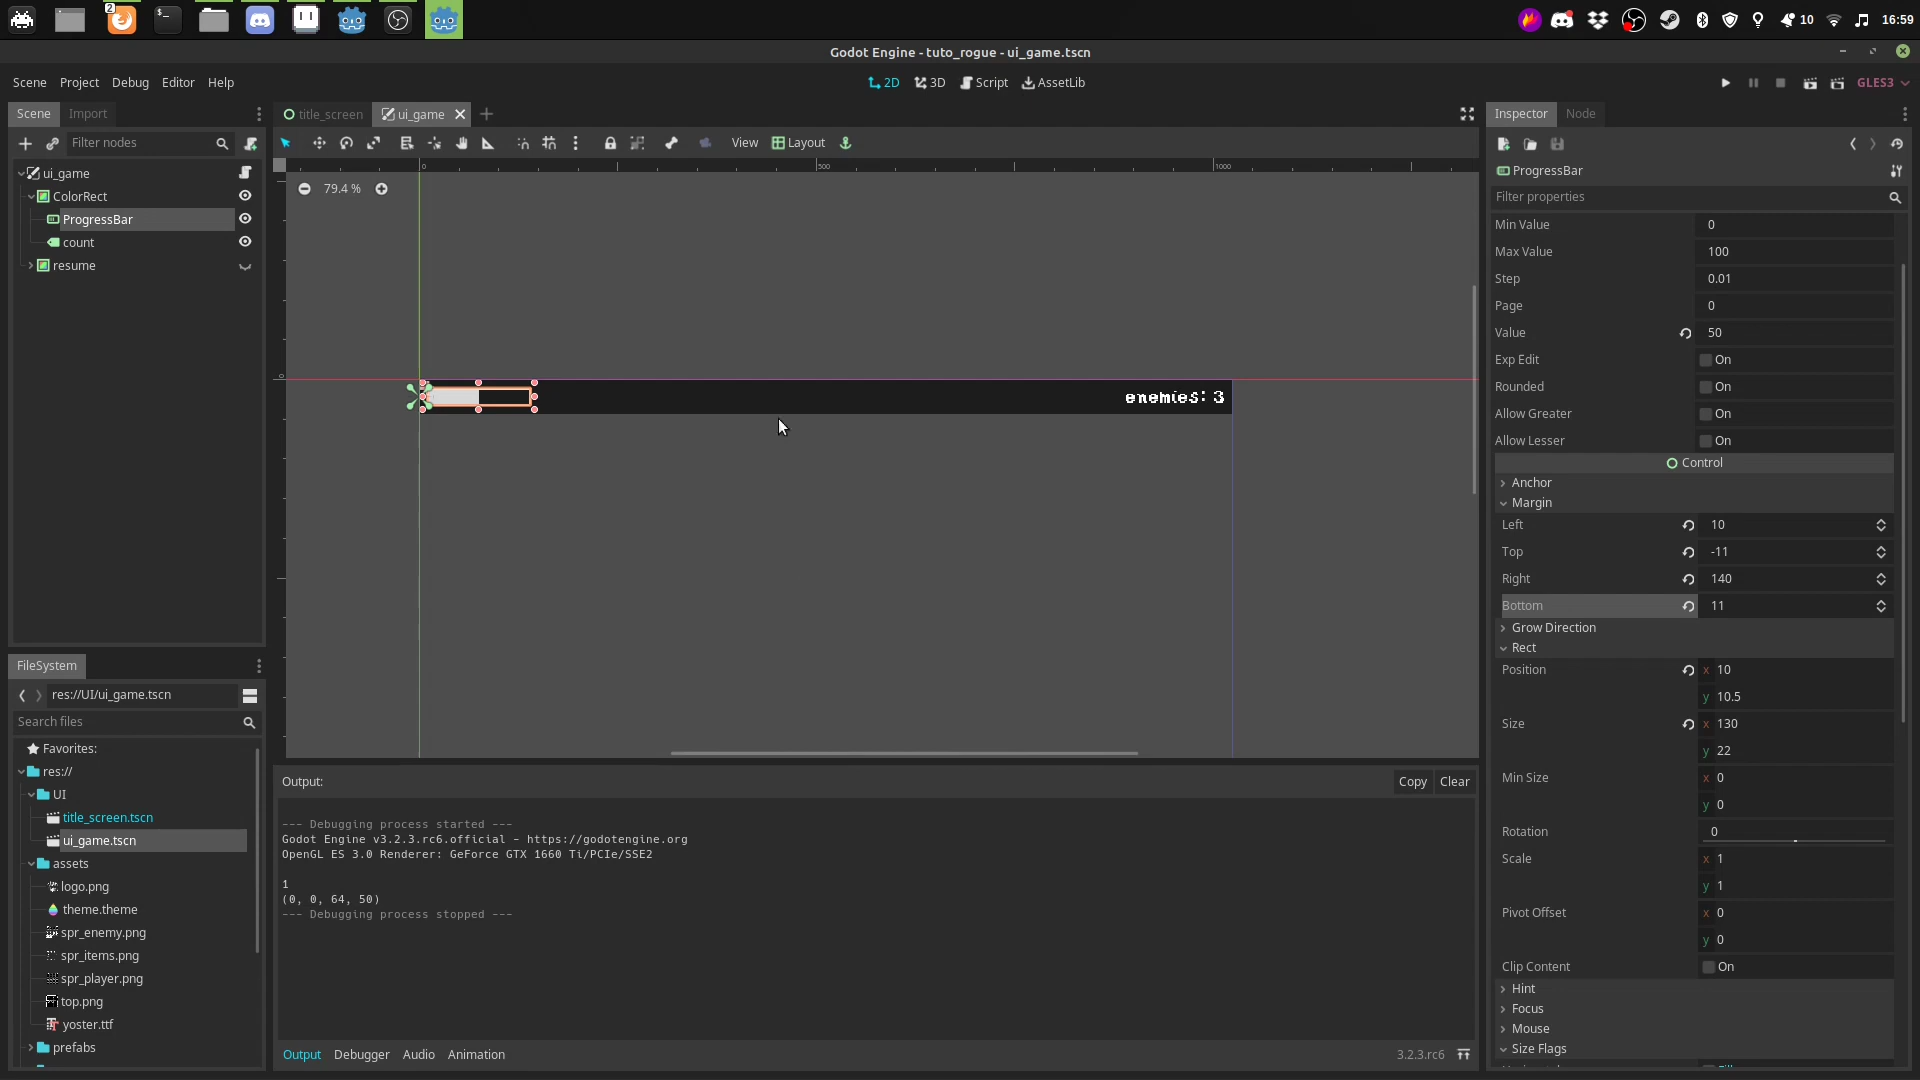 2
10
16:59
Godot Engine - tuto_rogue - ui_game.tscn
Scene Project Debug Editor Help
2D 3D Script AssetLib
GLES3
Scene Import
Filter nodes
ui_game
ColorRect
ProgressBar
count
resume
title_screen ui_game
View Layout
0 500 1000
79.4 %
0
enemies: 3
Output:
Copy Clear
--- Debugging process started ---
Godot Engine v3.2.3.rc6.official - https://godotengine.org
OpenGL ES 3.0 Renderer: GeForce GTX 1660 Ti/PCIe/SSE2
1
(0, 0, 64, 50)
--- Debugging process stopped ---
Output Debugger Audio Animation
3.2.3.rc6
FileSystem
res://UI/ui_game.tscn
Search files
Favorites:
res://
UI
title_screen.tscn
ui_game.tscn
assets
logo.png
theme.theme
spr_enemy.png
spr_items.png
spr_player.png
top.png
yoster.ttf
prefabs
Inspector Node
ProgressBar
Filter properties
Min Value 0
Max Value 100
Step 0.01
Page 0
Value 50
Exp Edit On
Rounded On
Allow Greater On
Allow Lesser On
Control
Anchor
Margin
Left 10
Top -11
Right 140
Bottom 11
Grow Direction
Rect
Position x 10
y 10.5
Size x 130
y 22
Min Size x 0
y 0
Rotation 0
Scale x 1
y 1
Pivot Offset x 0
y 0
Clip Content On
Hint
Focus
Mouse
Size Flags